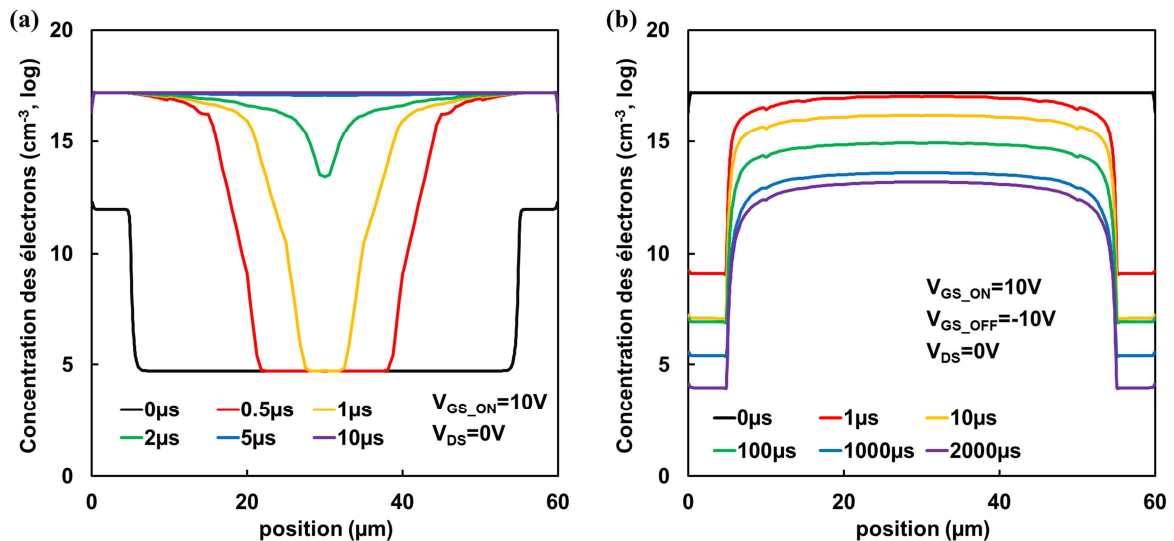 (a)
Concentration des électrons (cm⁻³, log)
20
15
10
5
0
0
20
40
60
position (µm)
V_GS_ON=10V
V_DS=0V
0µs
0.5µs
1µs
2µs
5µs
10µs
(b)
Concentration des électrons (cm⁻³, log)
20
15
10
5
0
0
20
40
60
position (µm)
V_GS_ON=10V
V_GS_OFF=-10V
V_DS=0V
0µs
1µs
10µs
100µs
1000µs
2000µs